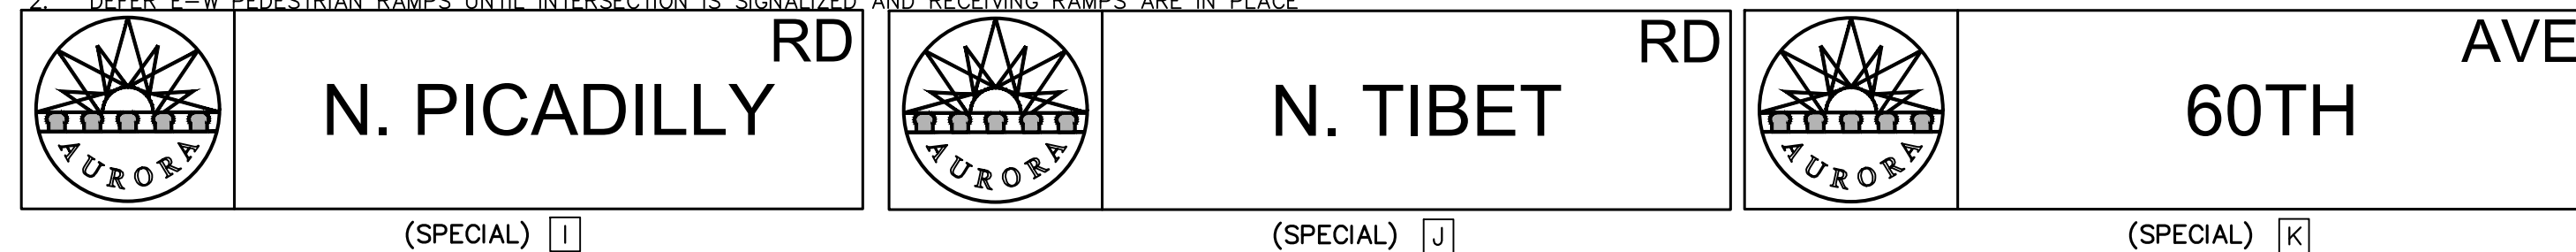 2. DEFER E-W PEDESTRIAN RAMPS UNTIL INTERSECTION IS SIGNALIZED AND RECEIVING RAMPS ARE IN PLACE
RD
N. PICADILLY
AURORA
(SPECIAL) I
RD
N. TIBET
AURORA
(SPECIAL) J
AVE
60TH
AURORA
(SPECIAL) K